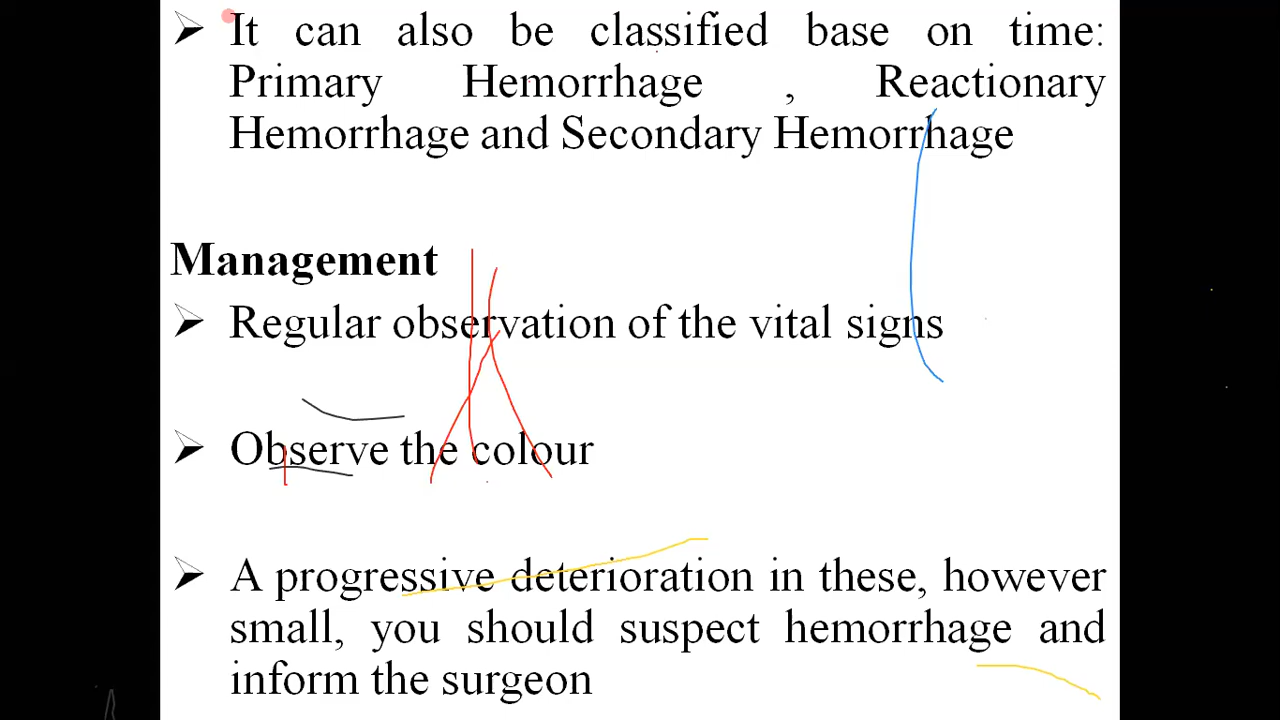 ➢ It can also be classified base on time:
Primary Hemorrhage , Reactionary
Hemorrhage and Secondary Hemorrhage
Management
➢ Regular observation of the vital signs
➢ Observe the colour
➢ A progressive deterioration in these, however
small, you should suspect hemorrhage and
inform the surgeon